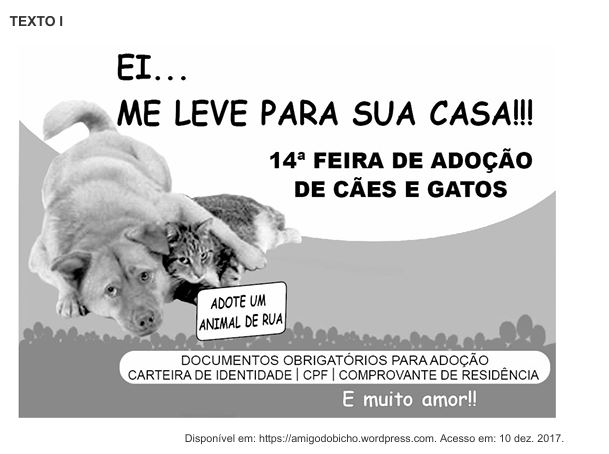 TEXTO I
EI...
ME LEVE PARA SUA CASA!!!
14ª FEIRA DE ADOÇÃO
DE CÃES E GATOS
ADOTE UM
ANIMAL DE RUA
DOCUMENTOS OBRIGATÓRIOS PARA ADOÇÃO
CARTEIRA DE IDENTIDADE | CPF | COMPROVANTE DE RESIDÊNCIA
E muito amor!!
Disponível em: https://amigodobicho.wordpress.com. Acesso em: 10 dez. 2017.